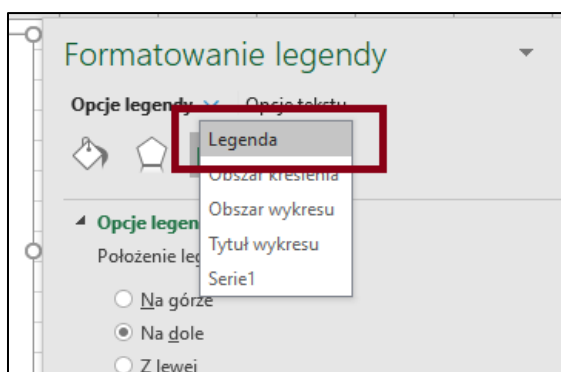 Formatowanie legendy
Opcje legendy Opcje tekstu
Legenda
Obszar kreślenia
Obszar wykresu
Tytuł wykresu
Serie1
Opcje legen
Położenie leg
Na górze
Na dole
Z lewej